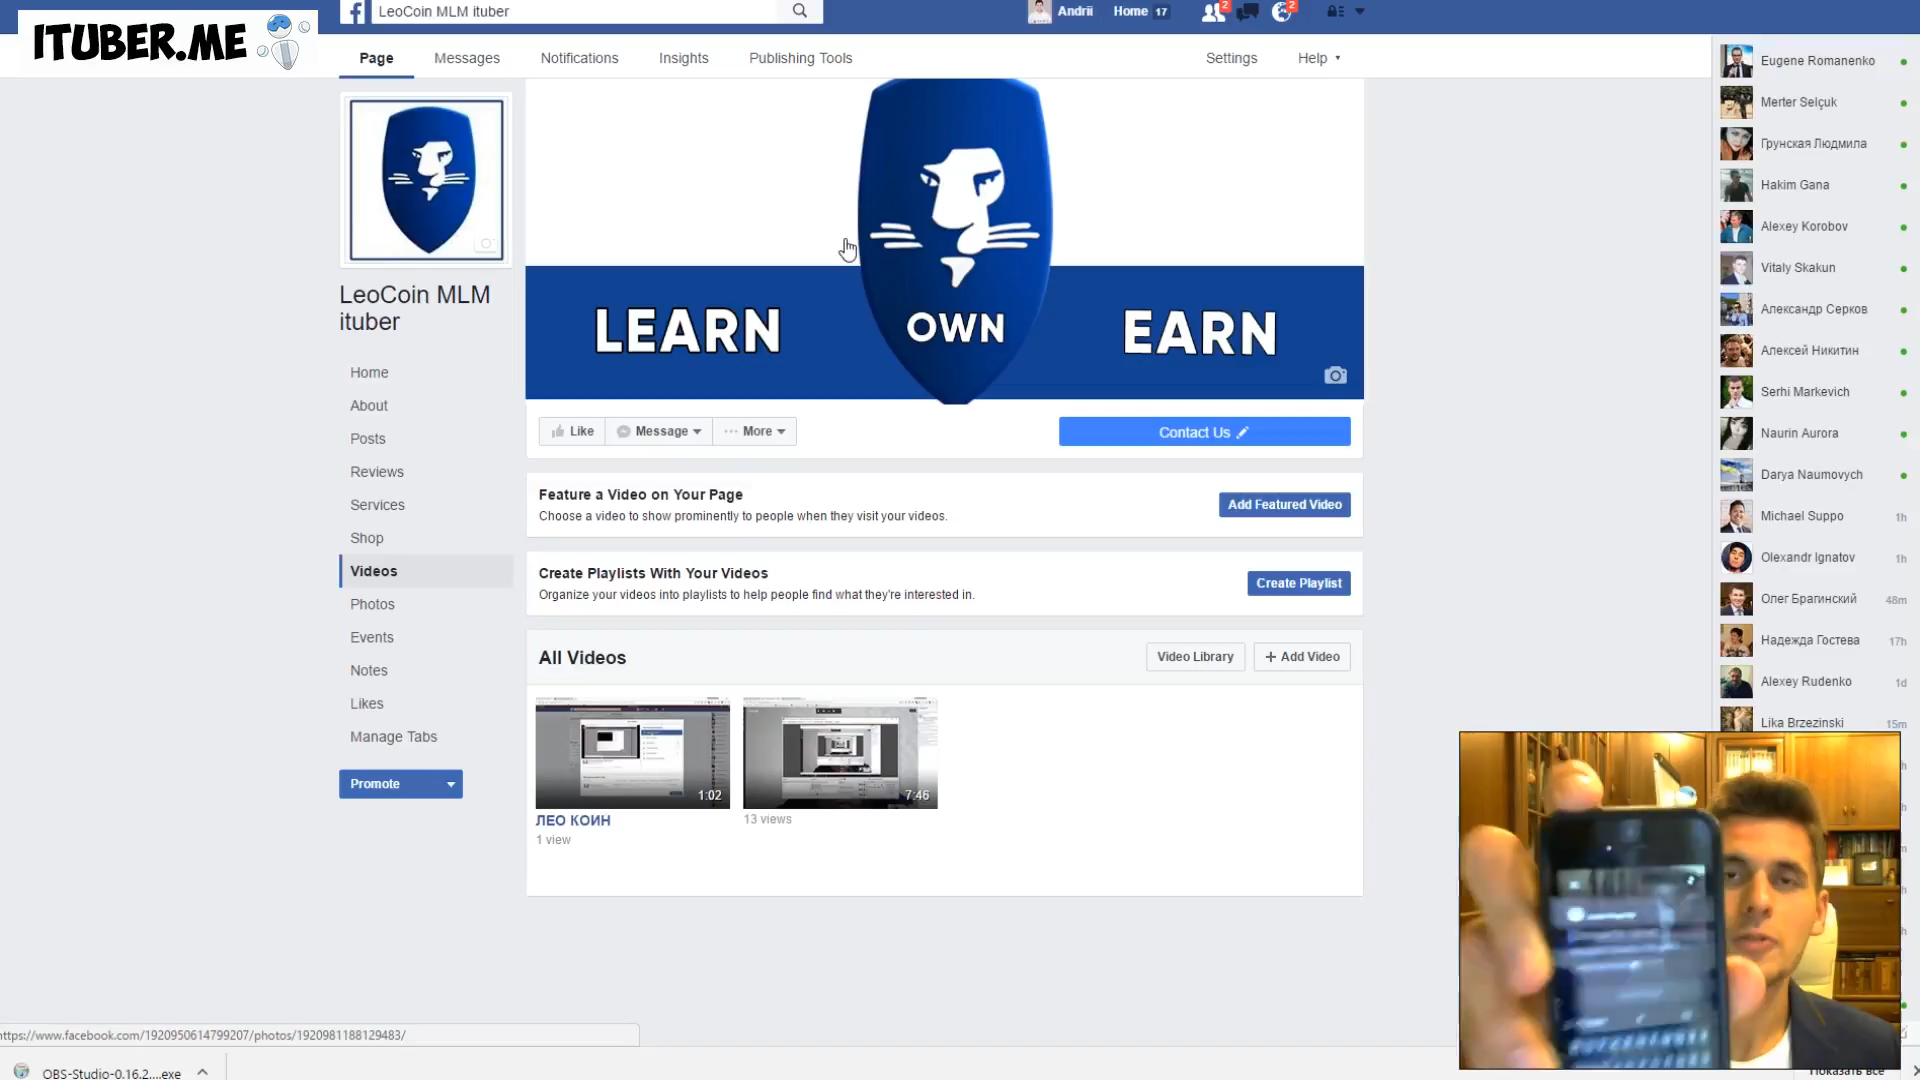 ITUBER.ME
LeoCoin MLM ituber
Andrii
Home 17
2
2
Page
Messages
Notifications
Insights
Publishing Tools
Settings
Help
LeoCoin MLM
ituber
Home
About
Posts
Reviews
Services
Shop
Videos
Photos
Events
Notes
Likes
Manage Tabs
Promote
LEARN
OWN
EARN
Like
Message
More
Contact Us
Feature a Video on Your Page
Choose a video to show prominently to people when they visit your videos.
Add Featured Video
Create Playlists With Your Videos
Organize your videos into playlists to help people find what they're interested in.
Create Playlist
All Videos
Video Library
+ Add Video
1:02
ЛЕО КОИН
1 view
7:46
13 views
Eugene Romanenko
Merter Selçuk
Грунская Людмила
Hakim Gana
Alexey Korobov
Vitaly Skakun
Александр Серков
Алексей Никитин
Serhi Markevich
Naurin Aurora
Darya Naumovych
Michael Suppo 1h
Olexandr Ignatov 1h
Олег Брагинский 48m
Надежда Гостева 17h
Alexey Rudenko 1d
Lika Brzezinski 15m
https://www.facebook.com/1920950614799207/photos/1920981188129483/
OBS-Studio-0.16.2....exe
Показать все